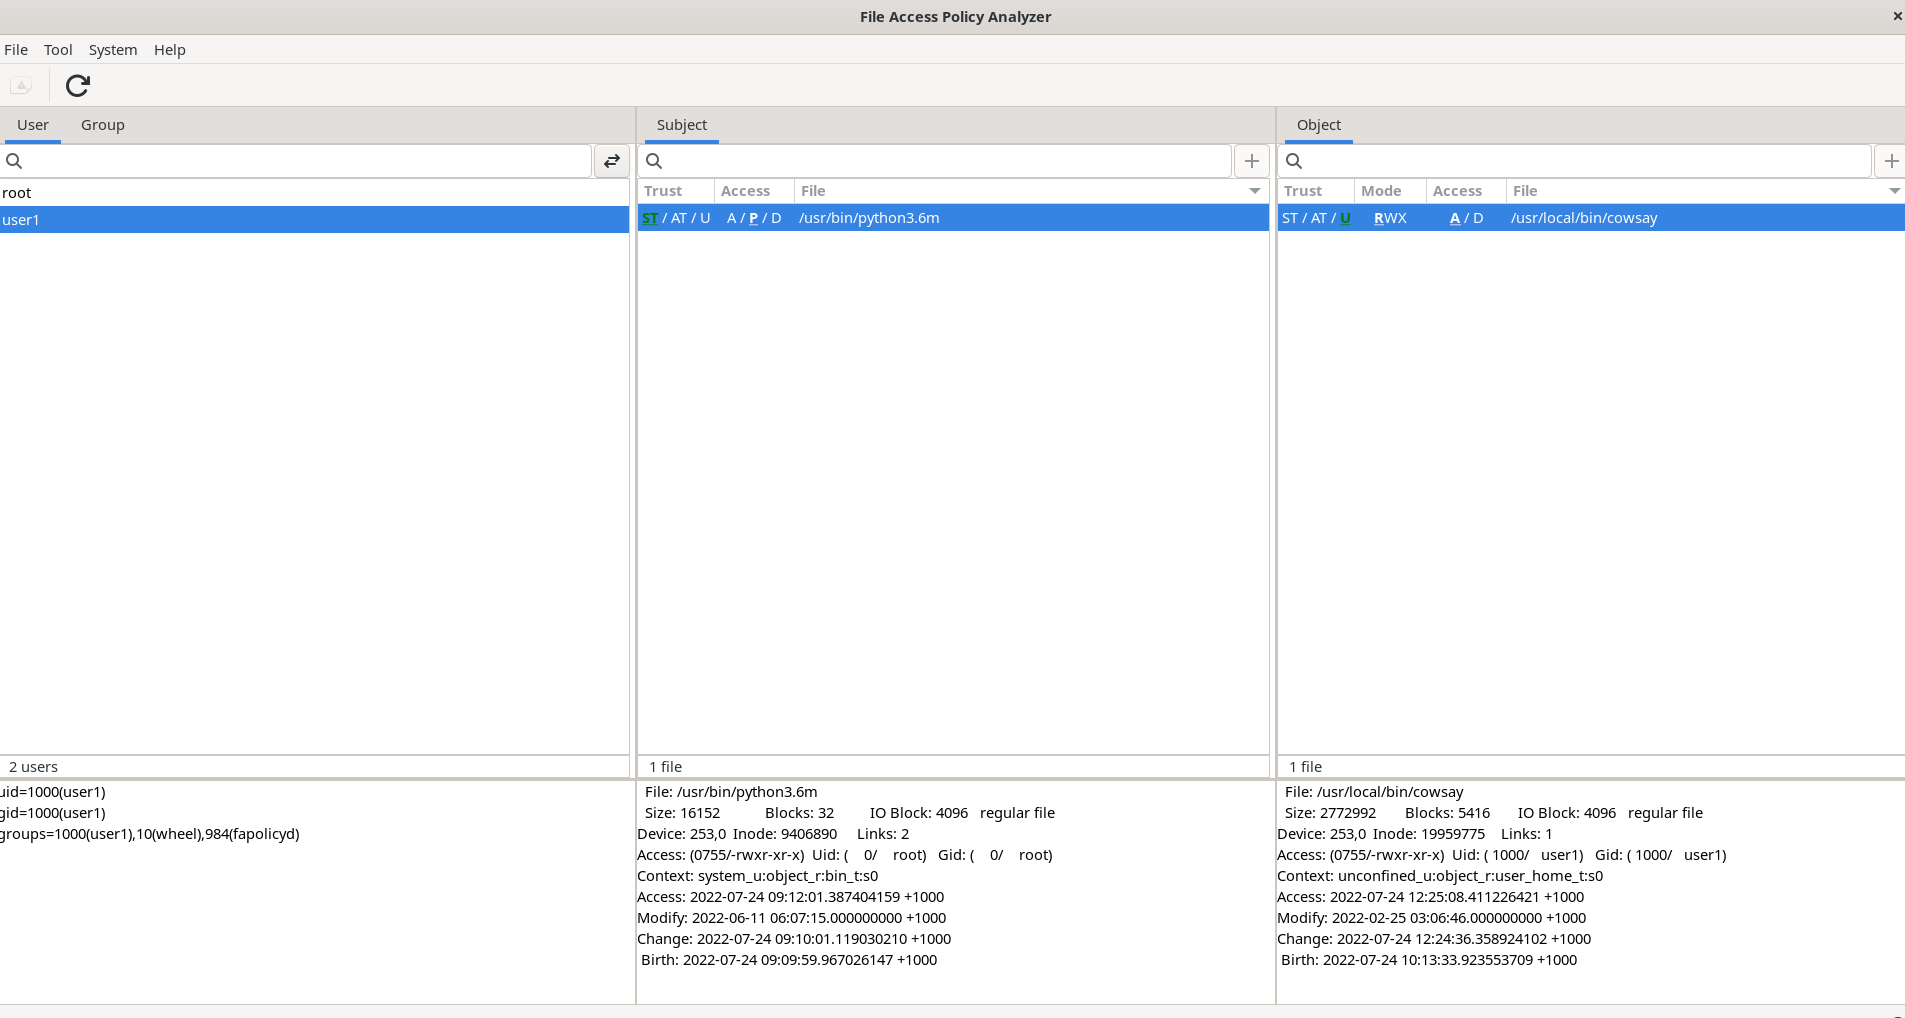 File Access Policy Analyzer
File Tool System Help
User Group
root
user1
2 users
uid=1000(user1)
gid=1000(user1)
groups=1000(user1),10(wheel),984(fapolicyd)
Subject
Trust Access File
ST / AT / U A / P / D /usr/bin/python3.6m
1 file
File: /usr/bin/python3.6m
Size: 16152 Blocks: 32 IO Block: 4096 regular file
Device: 253,0 Inode: 9406890 Links: 2
Access: (0755/-rwxr-xr-x) Uid: ( 0/ root) Gid: ( 0/ root)
Context: system_u:object_r:bin_t:s0
Access: 2022-07-24 09:12:01.387404159 +1000
Modify: 2022-06-11 06:07:15.000000000 +1000
Change: 2022-07-24 09:10:01.119030210 +1000
Birth: 2022-07-24 09:09:59.967026147 +1000
Object
Trust Mode Access File
ST / AT / U RWX A / D /usr/local/bin/cowsay
1 file
File: /usr/local/bin/cowsay
Size: 2772992 Blocks: 5416 IO Block: 4096 regular file
Device: 253,0 Inode: 19959775 Links: 1
Access: (0755/-rwxr-xr-x) Uid: ( 1000/ user1) Gid: ( 1000/ user1)
Context: unconfined_u:object_r:user_home_t:s0
Access: 2022-07-24 12:25:08.411226421 +1000
Modify: 2022-02-25 03:06:46.000000000 +1000
Change: 2022-07-24 12:24:36.358924102 +1000
Birth: 2022-07-24 10:13:33.923553709 +1000